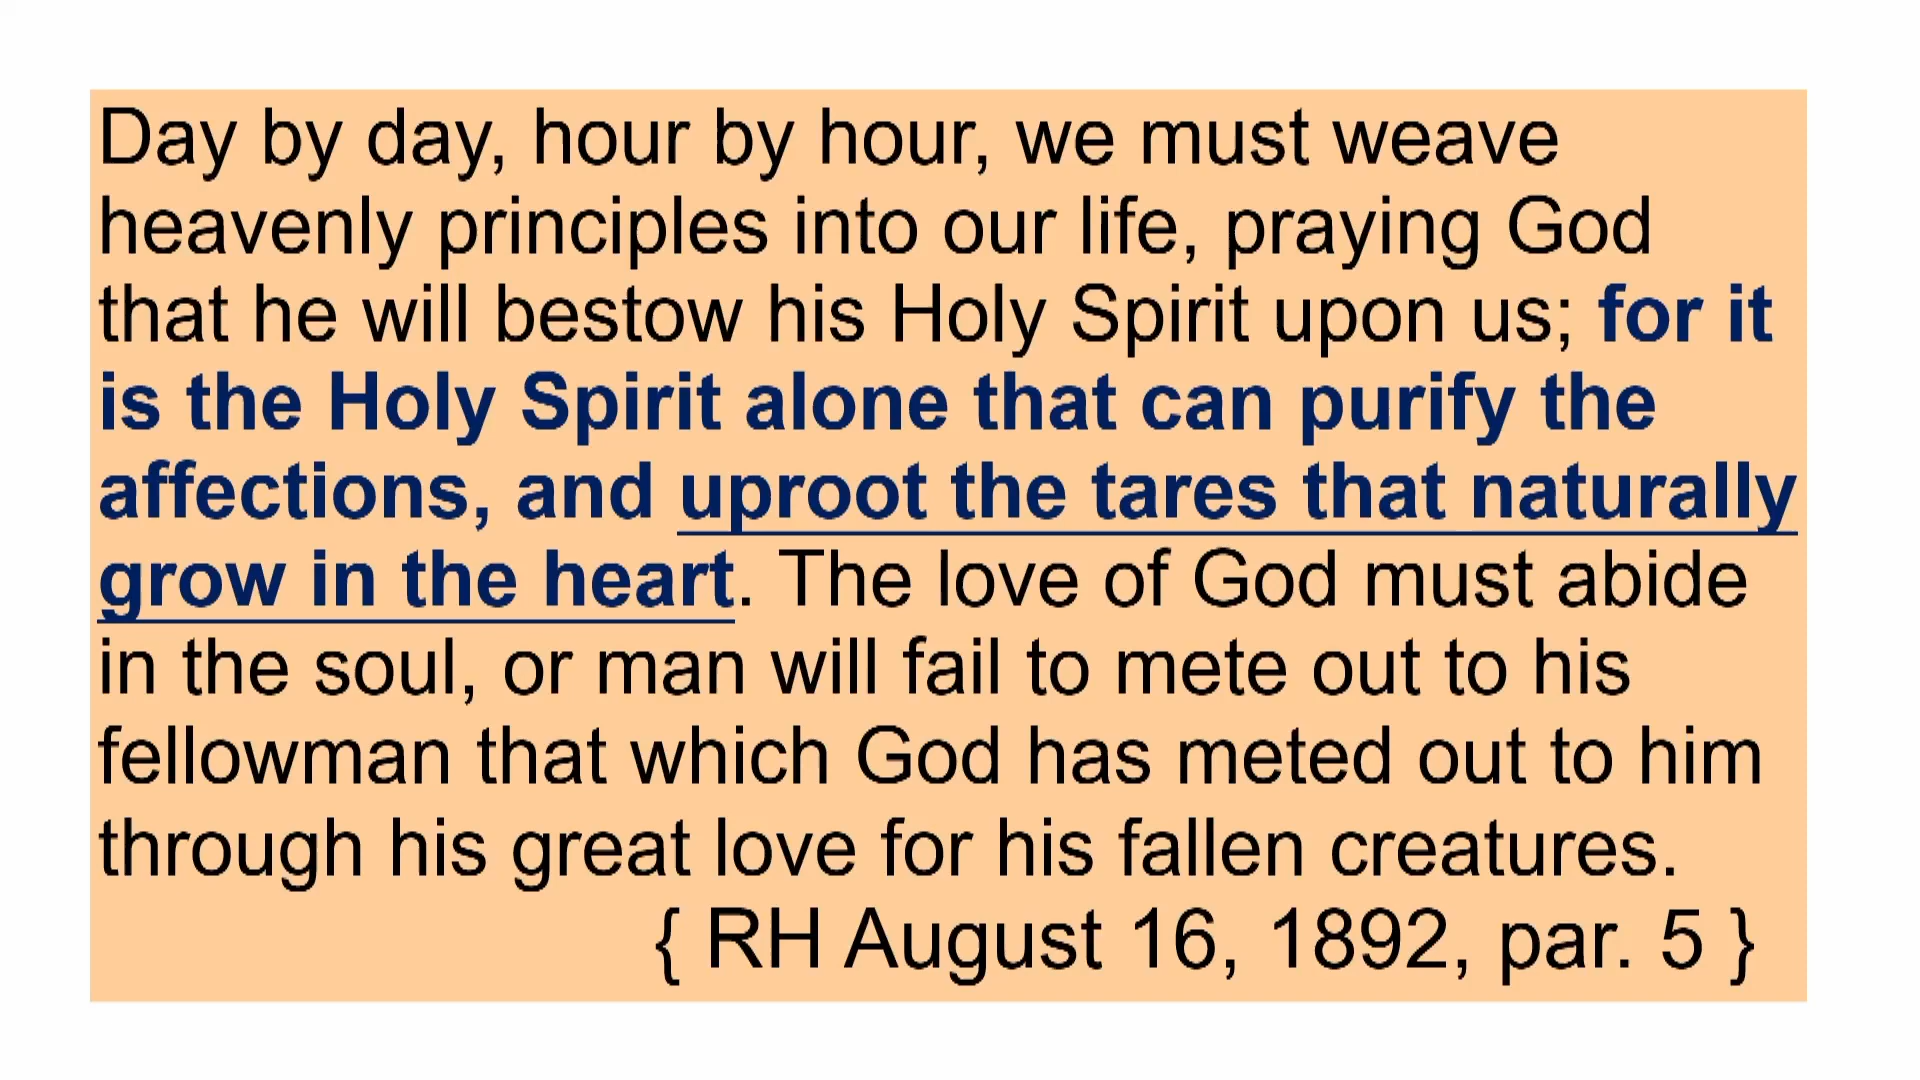 Day by day, hour by hour, we must weave
heavenly principles into our life, praying God
that he will bestow his Holy Spirit upon us; for it
is the Holy Spirit alone that can purify the
affections, and uproot the tares that naturally
grow in the heart. The love of God must abide
in the soul, or man will fail to mete out to his
fellowman that which God has meted out to him
through his great love for his fallen creatures.
{ RH August 16, 1892, par. 5 }